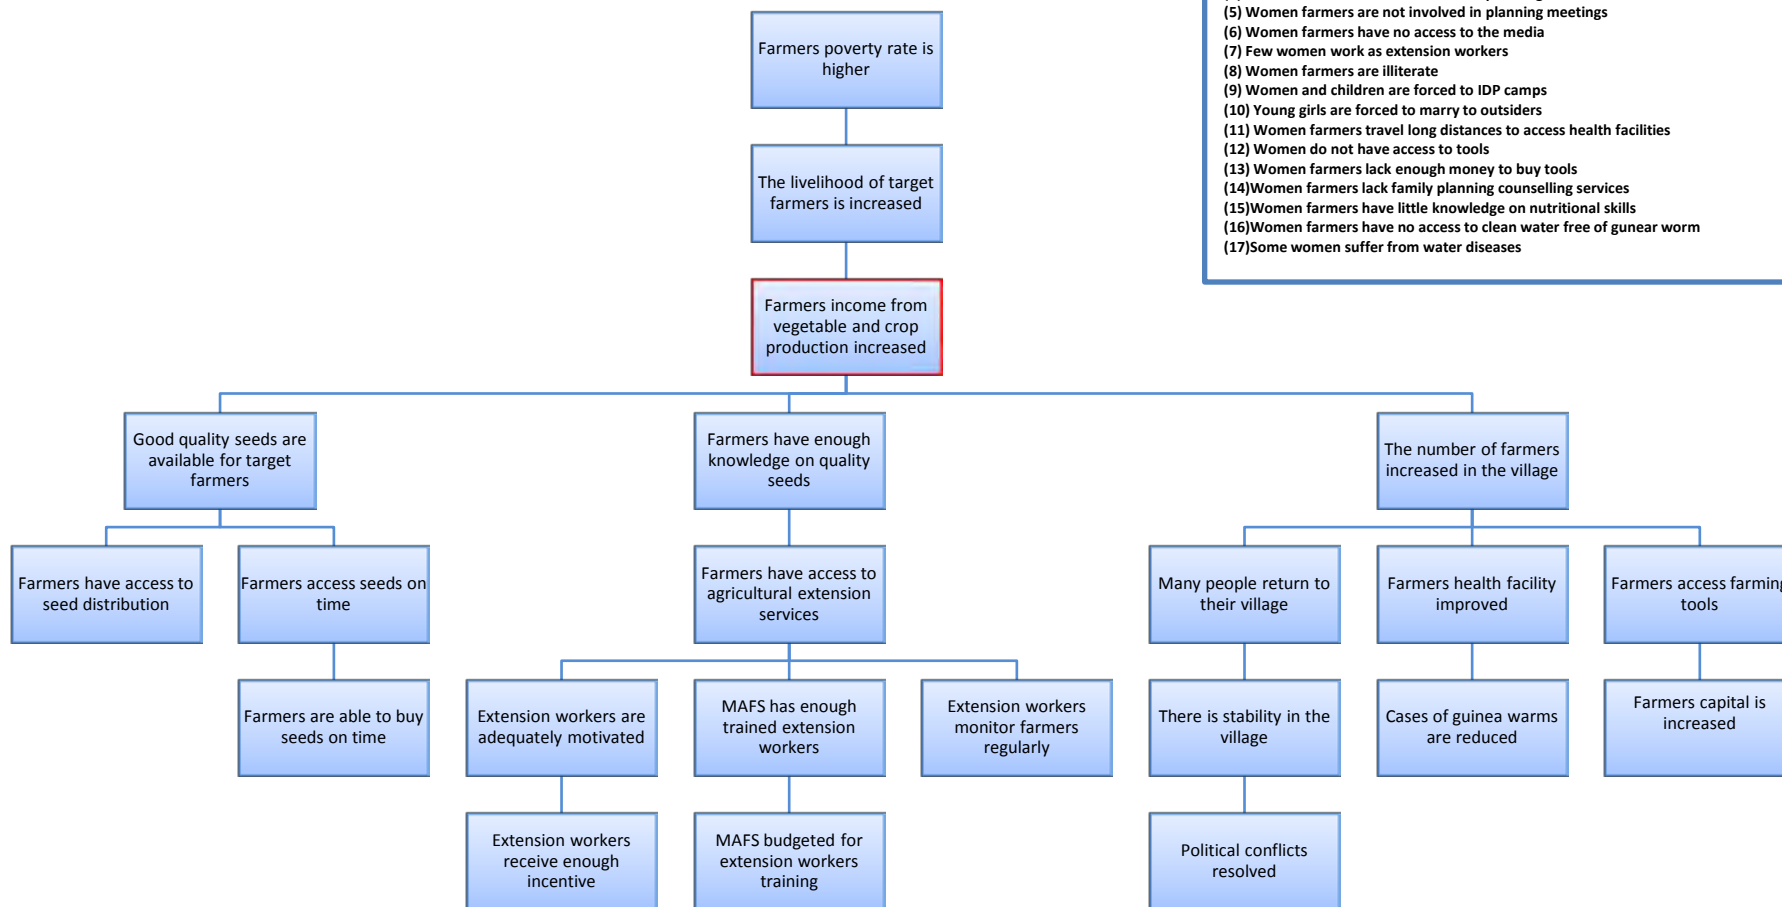 (5) Women farmers are not involved in planning meetings
(6) Women farmers have no access to the media
(7) Few women work as extension workers
(8) Women farmers are illiterate
(9) Women and children are forced to IDP camps
(10) Young girls are forced to marry to outsiders
(11) Women farmers travel long distances to access health facilities
(12) Women do not have access to tools
(13) Women farmers lack enough money to buy tools
(14)Women farmers lack family planning counselling services
(15)Women farmers have little knowledge on nutritional skills
(16)Women farmers have no access to clean water free of gunear worm
(17)Some women suffer from water diseases
Farmers poverty rate is
higher
The livelihood of target
farmers is increased
Farmers income from
vegetable and crop
production increased
Good quality seeds are
available for target
farmers
Farmers have enough
knowledge on quality
seeds
The number of farmers
increased in the village
Farmers have access to
seed distribution
Farmers access seeds on
time
Farmers have access to
agricultural extension
services
Many people return to
their village
Farmers health facility
improved
Farmers access farming
tools
Farmers are able to buy
seeds on time
Extension workers are
adequately motivated
MAFS has enough
trained extension
workers
Extension workers
monitor farmers
regularly
There is stability in the
village
Cases of guinea warms
are reduced
Farmers capital is
increased
Extension workers
receive enough
incentive
MAFS budgeted for
extension workers
training
Political conflicts
resolved